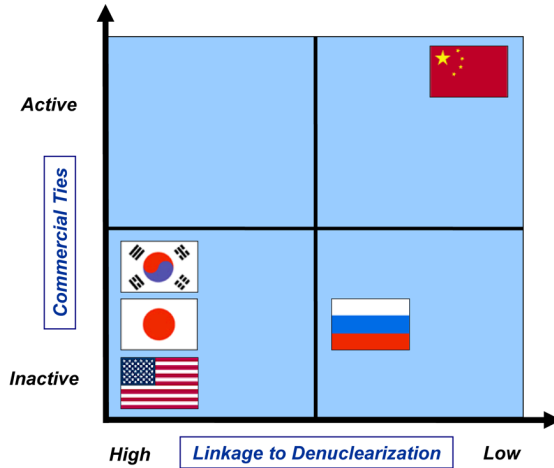 Active
Commercial Ties
Inactive
High
Linkage to Denuclearization
Low